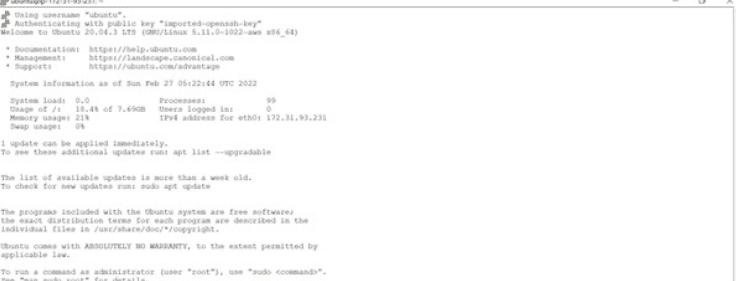 Using username "ubuntu".
Authenticating with public key "imported-openssh-key"
Welcome to Ubuntu 20.04.3 LTS (GNU/Linux 5.11.0-1022-aws x86_64)
* Documentation: https://help.ubuntu.com
* Management: https://landscape.canonical.com
* Support: https://ubuntu.com/advantage
System information as of Sun Feb 27 05:22:44 UTC 2022
System load: 0.0 Processes: 99
Usage of /: 18.4% of 7.69GB Users logged in: 0
Memory usage: 21% IPv4 address for eth0: 172.31.93.231
Swap usage: 0%
1 update can be applied immediately.
To see these additional updates run: apt list --upgradable
The list of available updates is more than a week old.
To check for new updates run: sudo apt update
The programs included with the Ubuntu system are free software;
the exact distribution terms for each program are described in the
individual files in /usr/share/doc/*/copyright.
Ubuntu comes with ABSOLUTELY NO WARRANTY, to the extent permitted by
applicable law.
To run a command as administrator (user "root"), use "sudo <command>".
See "man sudo_root" for details.